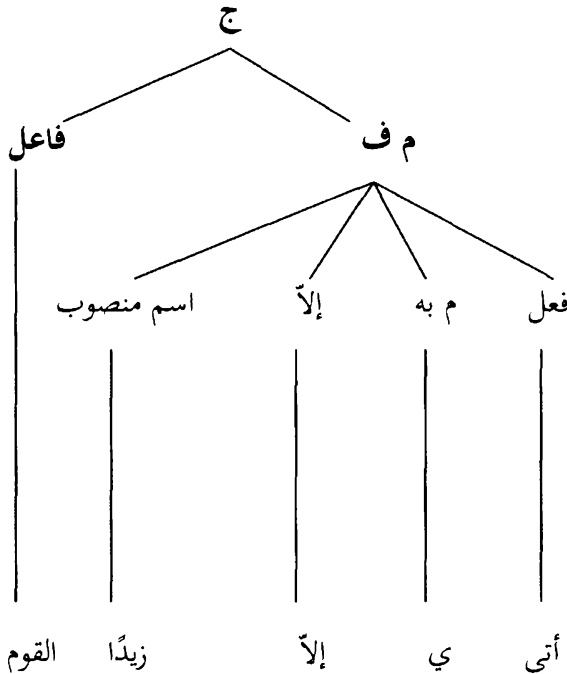 ج
م ف فاعل
فعل م به إلاّ اسم منصوب
أتى ي إلاّ زيدًا القوم